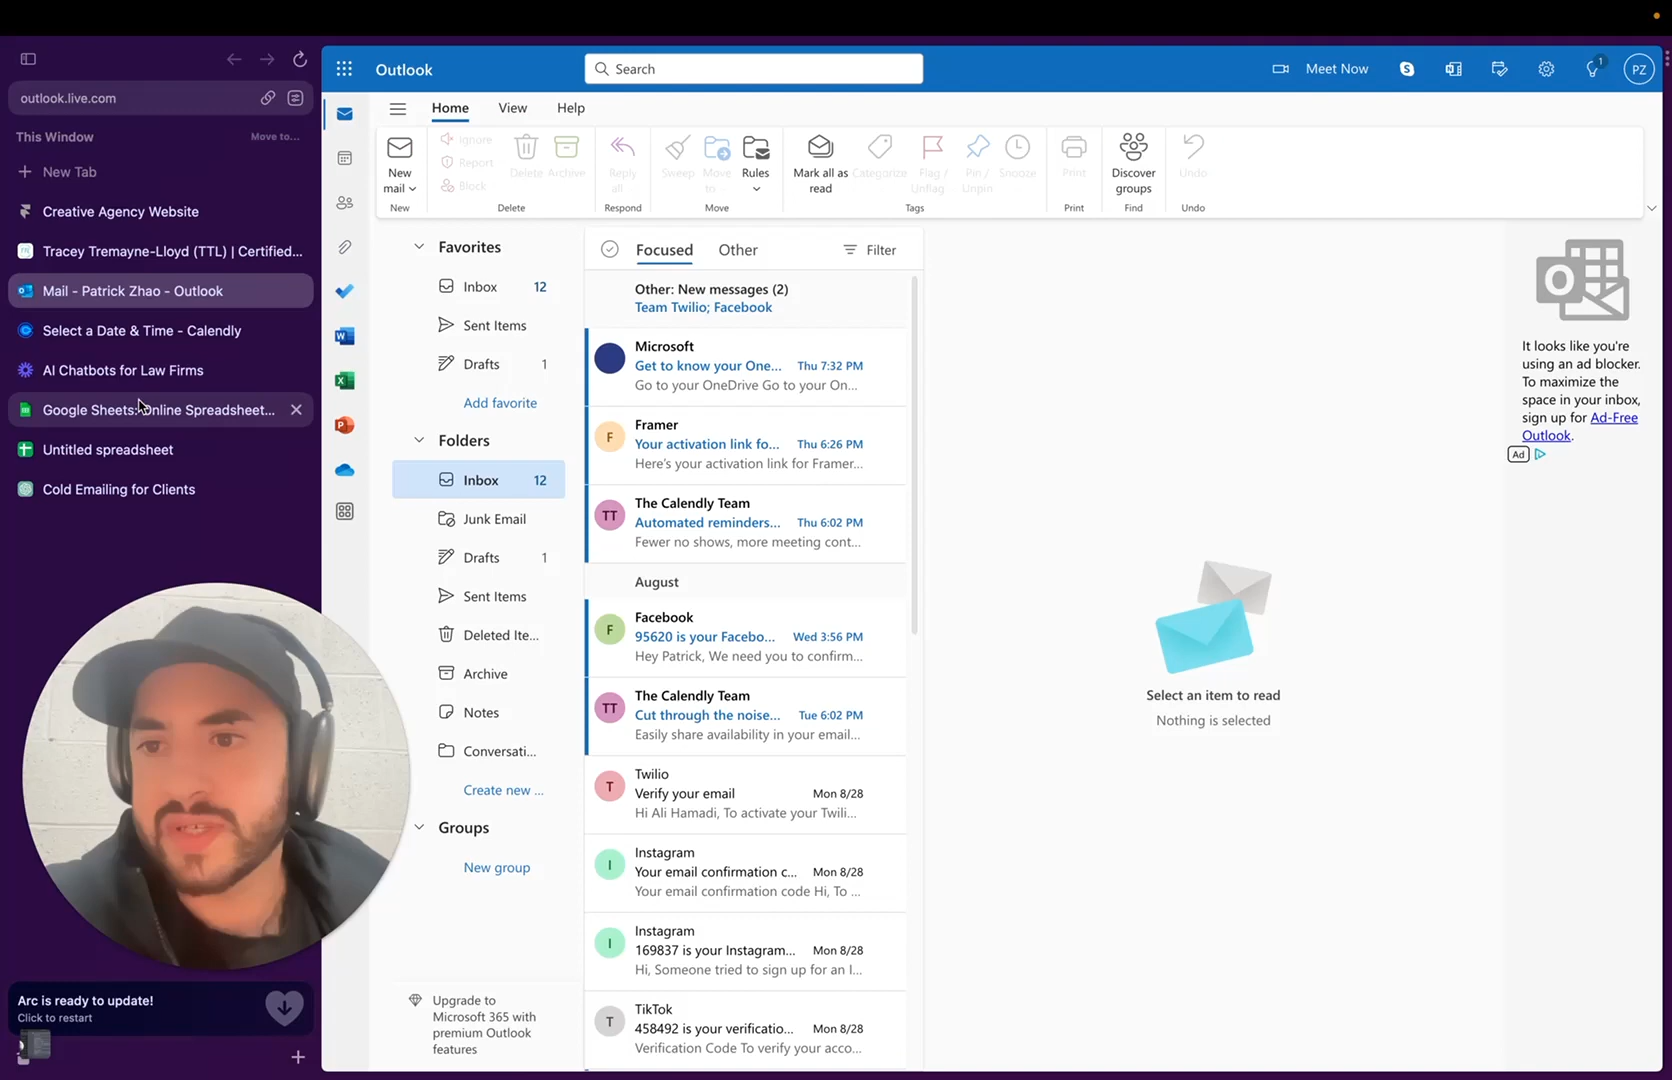 outlook.live.com
This Window
Move to...
New Tab
Creative Agency Website
Tracey Tremayne-Lloyd (TTL) | Certified...
Mail - Patrick Zhao - Outlook
Select a Date & Time - Calendly
AI Chatbots for Law Firms
Google Sheets: Online Spreadsheet...
Untitled spreadsheet
Cold Emailing for Clients
Arc is ready to update!
Click to restart
Outlook
Search
Meet Now
1
PZ
Home
View
Help
New
mail
New
Ignore
Report
Block
Delete
Archive
Delete
Reply
all
Respond
Sweep
Move
to
Rules
Move
Mark all as
read
Categorize
Flag /
Unflag
Pin /
Unpin
Snooze
Tags
Print
Print
Discover
groups
Find
Undo
Undo
Favorites
Inbox 12
Sent Items
Drafts 1
Add favorite
Folders
Inbox 12
Junk Email
Drafts 1
Sent Items
Deleted Ite...
Archive
Notes
Conversati...
Create new ...
Groups
New group
Upgrade to
Microsoft 365 with
premium Outlook
features
Focused
Other
Filter
Other: New messages (2)
Team Twilio; Facebook
Microsoft
Get to know your One... Thu 7:32 PM
Go to your OneDrive Go to your On...
F
Framer
Your activation link fo... Thu 6:26 PM
Here's your activation link for Framer...
TT
The Calendly Team
Automated reminders... Thu 6:02 PM
Fewer no shows, more meeting cont...
August
F
Facebook
95620 is your Facebo... Wed 3:56 PM
Hey Patrick, We need you to confirm...
TT
The Calendly Team
Cut through the noise... Tue 6:02 PM
Easily share availability in your email...
T
Twilio
Verify your email Mon 8/28
Hi Ali Hamadi, To activate your Twili...
I
Instagram
Your email confirmation c... Mon 8/28
Your email confirmation code Hi, To ...
I
Instagram
169837 is your Instagram... Mon 8/28
Hi, Someone tried to sign up for an I...
T
TikTok
458492 is your verificatio... Mon 8/28
Verification Code To verify your acco...
Select an item to read
Nothing is selected
It looks like you're
using an ad blocker.
To maximize the
space in your inbox,
sign up for Ad-Free
Outlook.
Ad